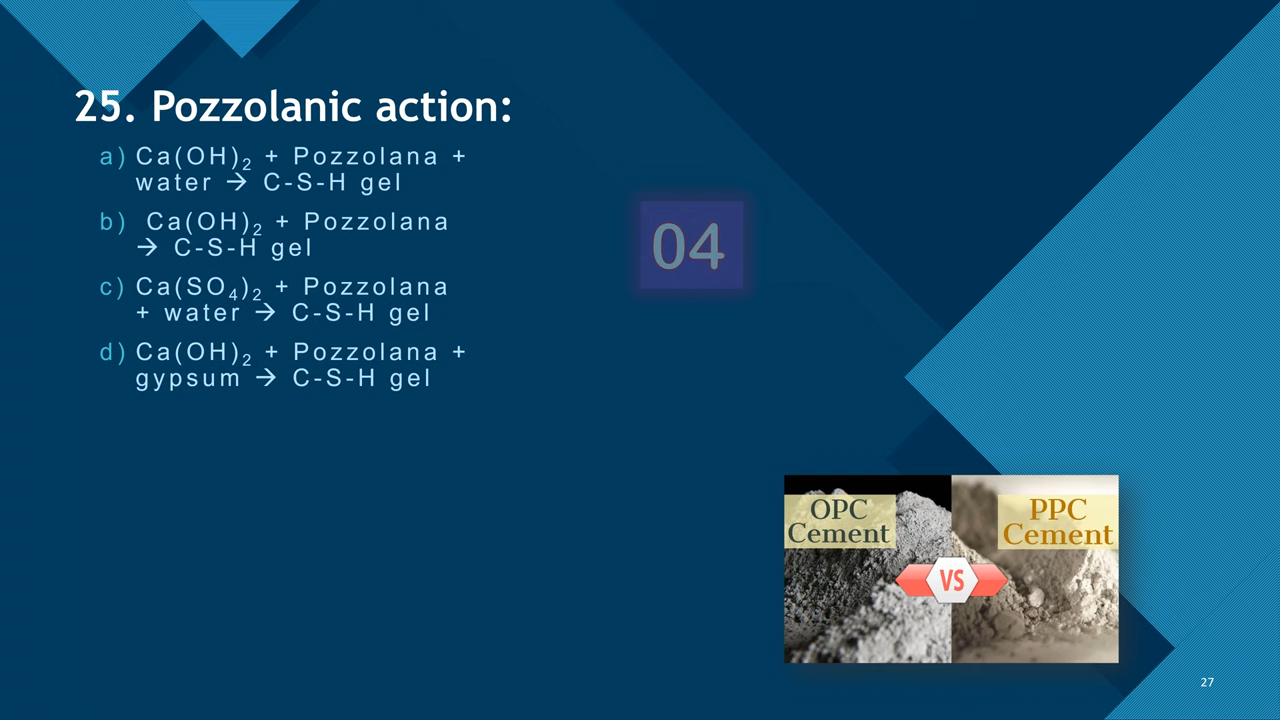 25. Pozzolanic action:
a) Ca(OH)₂ + Pozzolana +
water → C-S-H gel
b) Ca(OH)₂ + Pozzolana
→ C-S-H gel
c) Ca(SO₄)₂ + Pozzolana
+ water → C-S-H gel
d) Ca(OH)₂ + Pozzolana +
gypsum → C-S-H gel
04
OPC
Cement
VS
PPC
Cement
27